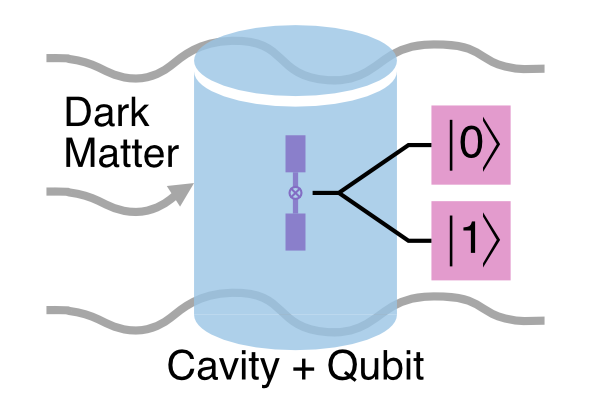 Dark
Matter
|0⟩
|1⟩
Cavity + Qubit